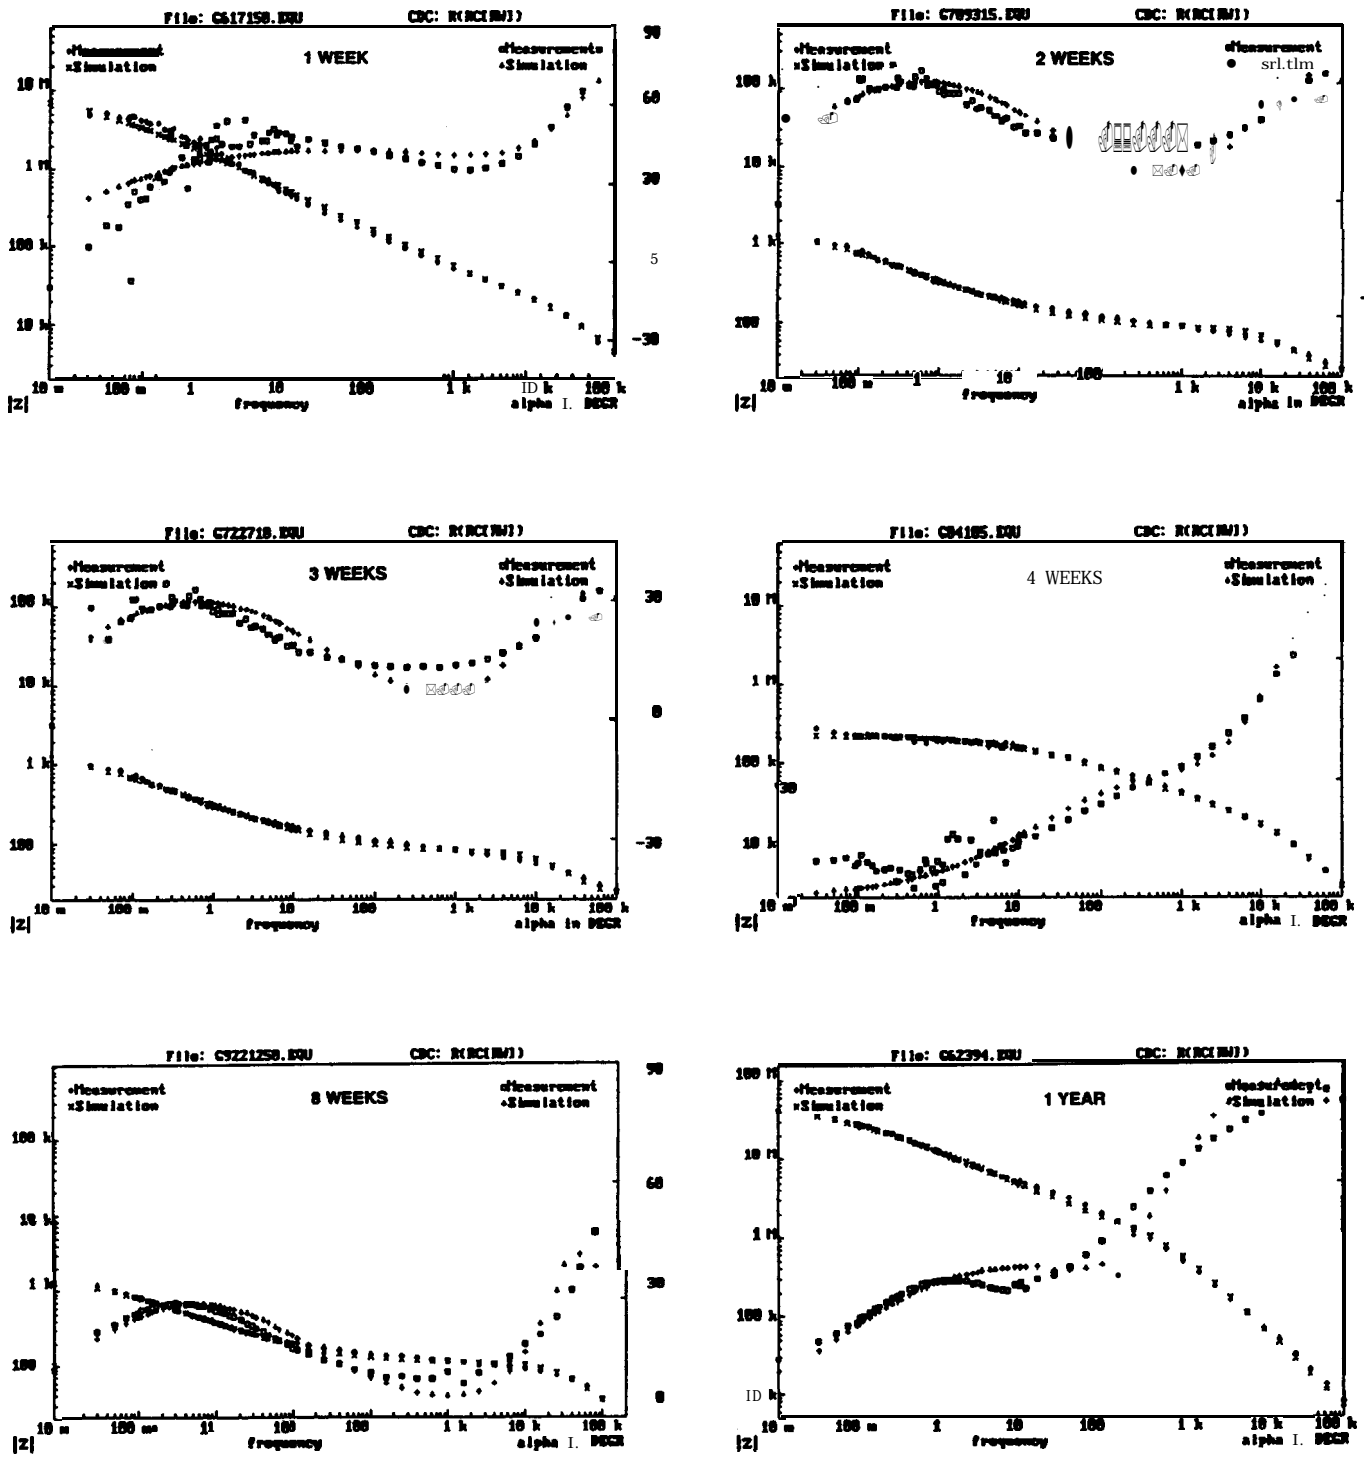 File: C617150.EQU CDC: R(RC[RW])
+Measurement
×Simulation
1 WEEK
□Measurement
+Simulation
90
10 M
60
1 M
30
100 k
5
10 k
-30
10 m 100 m 1 10 1 k ID k 100 k
|Z| frequency alpha I. DEGR
File: C709315.EQU CDC: R(RC[RW])
+Measurement
×Simulation
2 WEEKS
□Measurement
srl.tlm
100 k
10 k
1 k
100
10 m 100 m 1 10 100 1 k 10 k 100 k
|Z| frequency alpha in DEGR
File: C722710.EQU CDC: R(RC[RW])
+Measurement
×Simulation
3 WEEKS
□Measurement
+Simulation
100 k
30
10 k
0
1 k
100
-30
10 m 100 m 1 10 100 1 k 10 k 100 k
|Z| frequency alpha in DEGR
File: C84185.EQU CDC: R(RC[RW])
+Measurement
×Simulation
4 WEEKS
□Measurement
+Simulation
10 M
1 M
100 k
30
10 k
10 m 100 m 1 10 100 1 k 10 k 100 k
|Z| frequency alpha I. DEGR
File: C9221250.EQU CDC: R(RC[RW])
+Measurement
×Simulation
8 WEEKS
□Measurement
+Simulation
90
100 k
60
10 k
1 k
30
100
0
10 m 100 m 11 10 100 1 k 10 k 100 k
|Z| frequency alpha I. DEGR
File: C62394.EQU CDC: R(RC[RW])
100 M
+Measurement
×Simulation
1 YEAR
□Measurement
+Simulation
10 M
1 M
100 k
ID k
10 m 100 m 1 10 100 1 k 10 k 100 k
|Z| frequency alpha I. DEGR